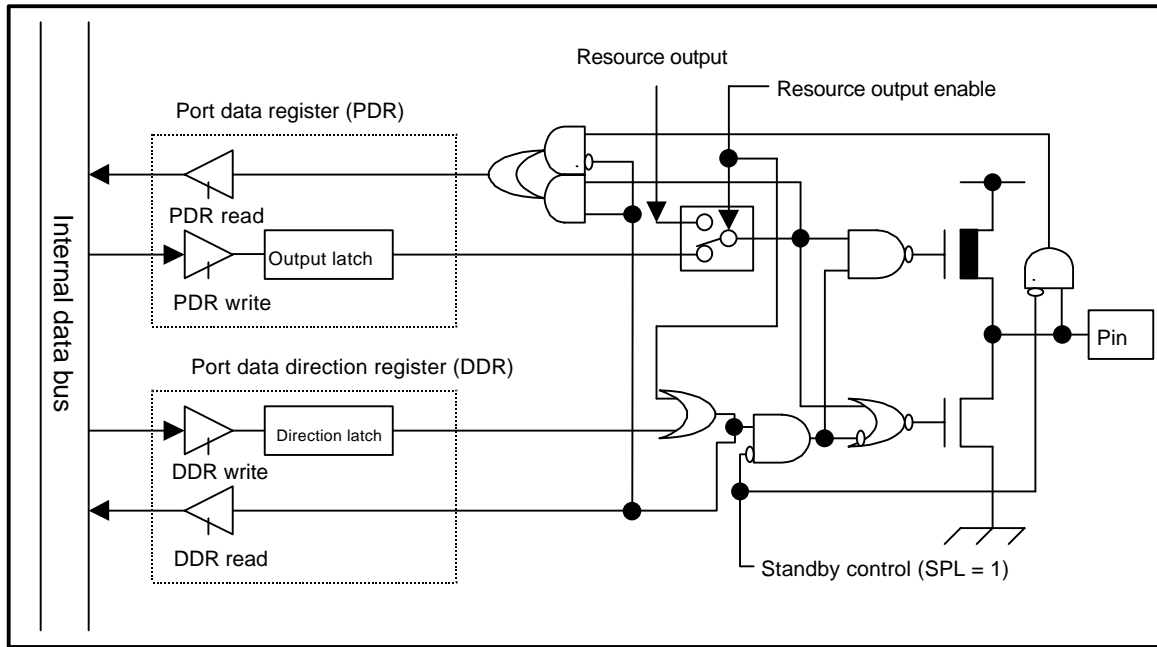 Resource output
Resource output enable
Port data register (PDR)
PDR read
Output latch
PDR write
Internal data bus
Pin
Port data direction register (DDR)
Direction latch
DDR write
DDR read
Standby control (SPL = 1)